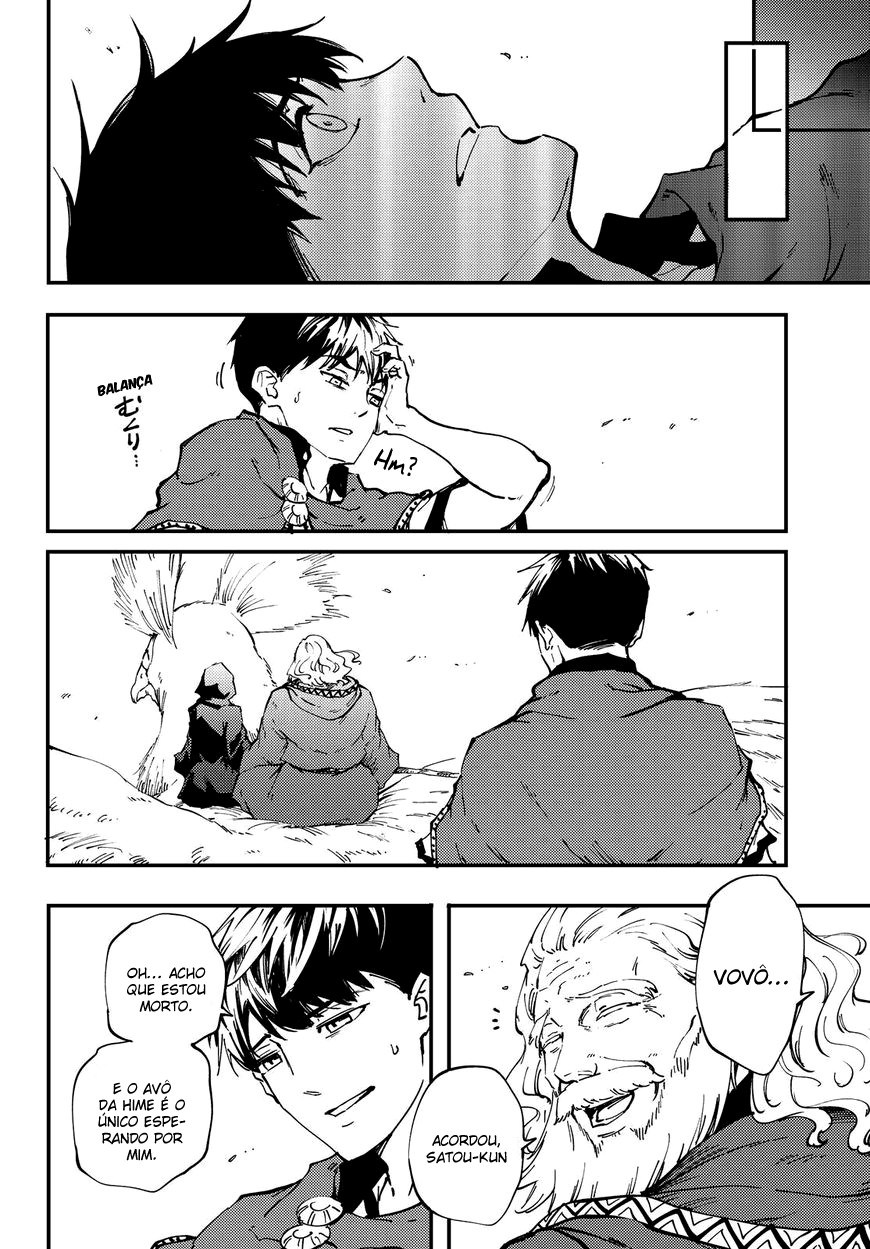 BALANÇA
むくり…
Hm?
VOVÔ...
ACORDOU,
SATOU-KUN
OH... ACHO
QUE ESTOU
MORTO.
E O AVÔ
DA HIME É O
ÚNICO ESPE-
RANDO POR
MIM.